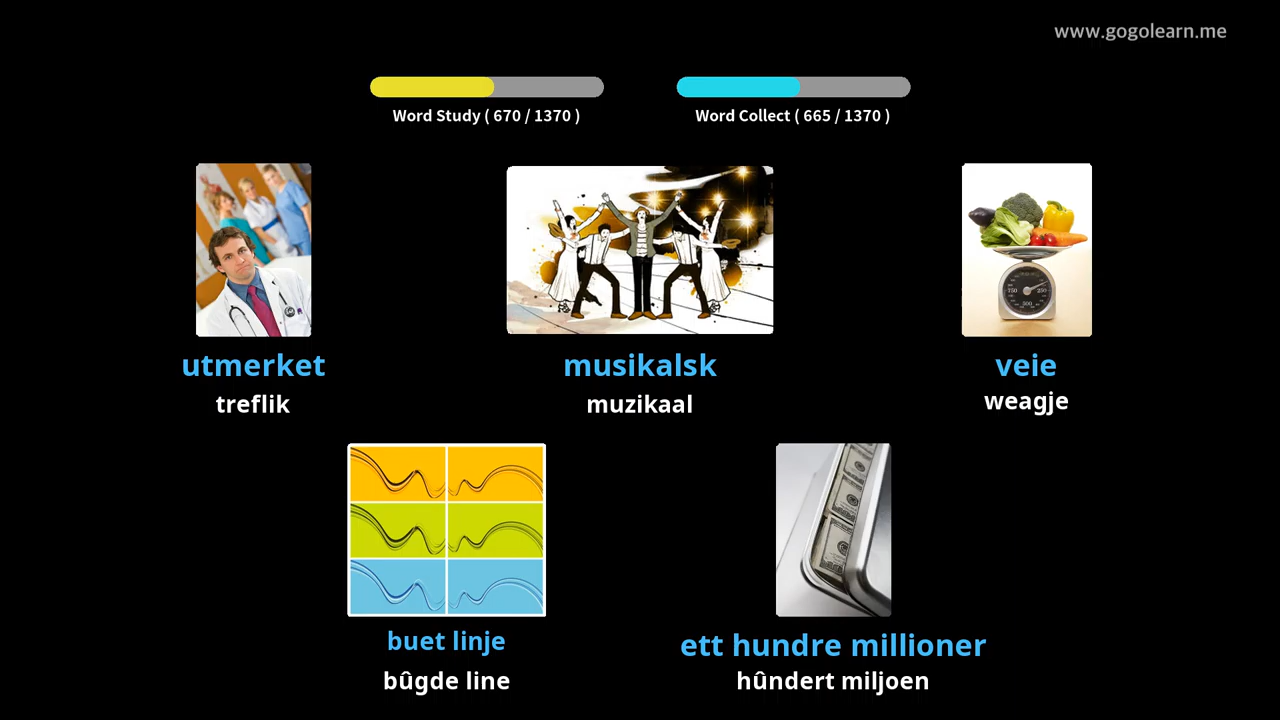 www.gogolearn.me
Word Study ( 670 / 1370 )
Word Collect ( 665 / 1370 )
utmerket
treflik
musikalsk
muzikaal
veie
weagje
buet linje
bûgde line
ett hundre millioner
hûndert miljoen